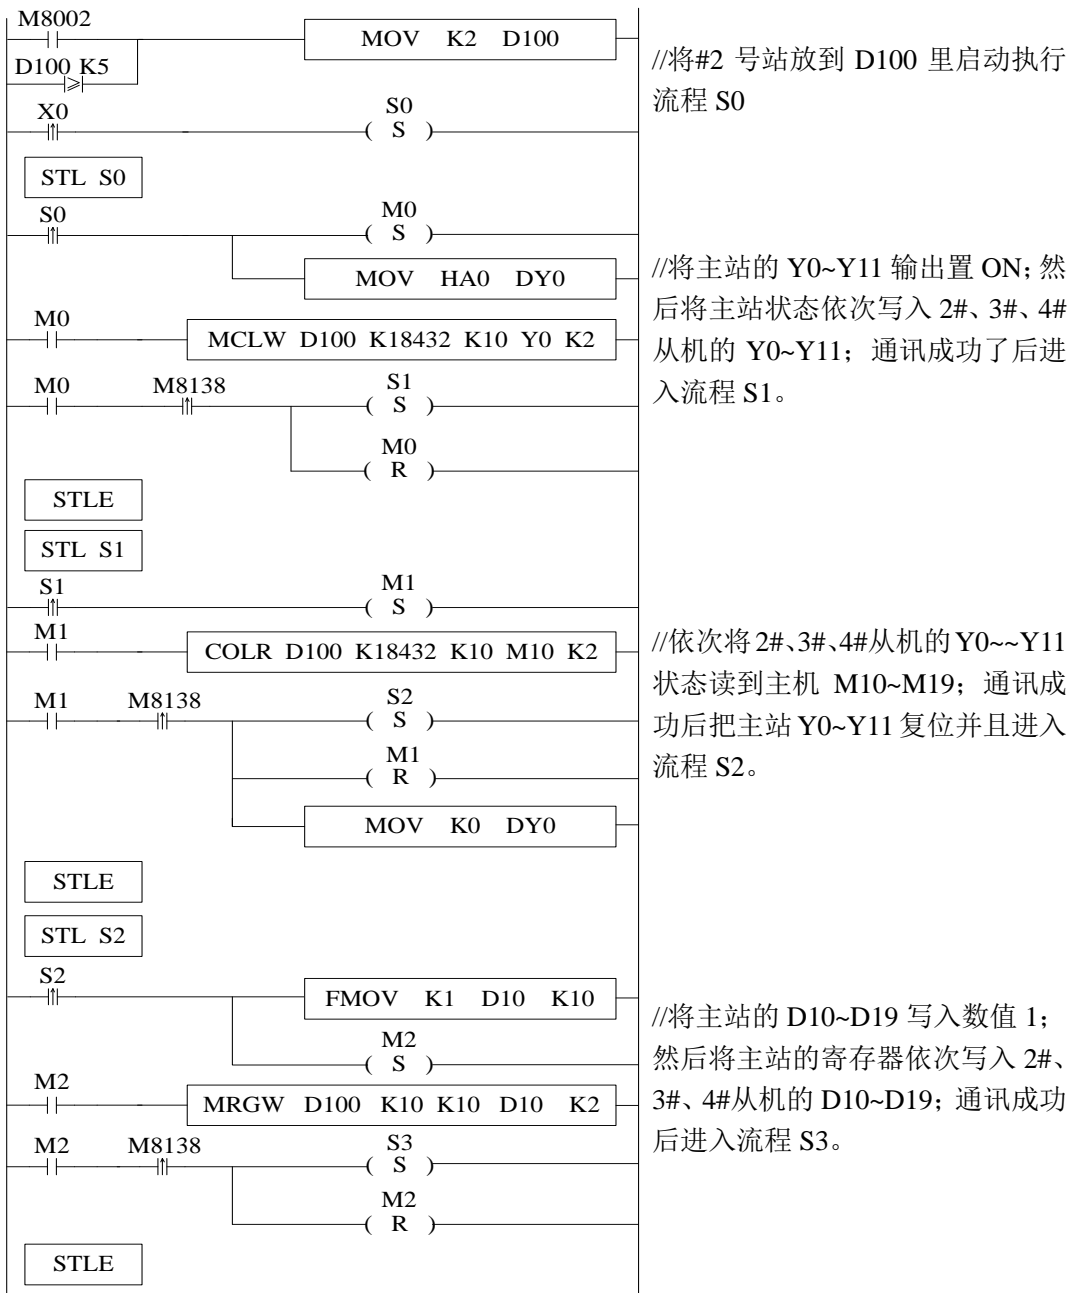 M8002
MOV K2 D100
D100 K5
≥
//将#2 号站放到 D100 里启动执行
流程 S0
X0
S0
( S )
STL S0
S0
M0
( S )
MOV HA0 DY0
//将主站的 Y0~Y11 输出置 ON；然
后将主站状态依次写入 2#、3#、4#
从机的 Y0~Y11；通讯成功了后进
入流程 S1。
M0
MCLW D100 K18432 K10 Y0 K2
M0
M8138
S1
( S )
M0
( R )
STLE
STL S1
S1
M1
( S )
M1
COLR D100 K18432 K10 M10 K2
//依次将 2#、3#、4#从机的 Y0~~Y11
状态读到主机 M10~M19；通讯成
功后把主站 Y0~Y11 复位并且进入
流程 S2。
M1
M8138
S2
( S )
M1
( R )
MOV K0 DY0
STLE
STL S2
S2
FMOV K1 D10 K10
M2
( S )
//将主站的 D10~D19 写入数值 1；
然后将主站的寄存器依次写入 2#、
3#、4#从机的 D10~D19；通讯成功
后进入流程 S3。
M2
MRGW D100 K10 K10 D10 K2
M2
M8138
S3
( S )
M2
( R )
STLE